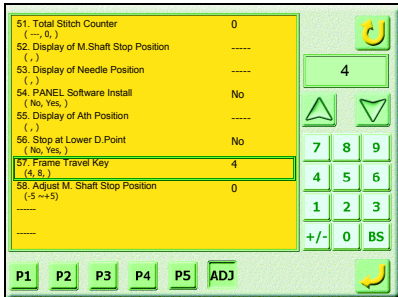 51. Total Stitch Counter 0
( ---, 0, )
52. Display of M.Shaft Stop Position -----
( , )
53. Display of Needle Position -----
( , )
54. PANEL Software Install No
( No, Yes, )
55. Display of Ath Position -----
( , )
56. Stop at Lower D.Point No
( No, Yes, )
57. Frame Travel Key 4
(4, 8, )
58. Adjust M. Shaft Stop Position 0
(-5 ~+5)
------
------
4
7 8 9
4 5 6
1 2 3
+/- 0 BS
P1 P2 P3 P4 P5 ADJ